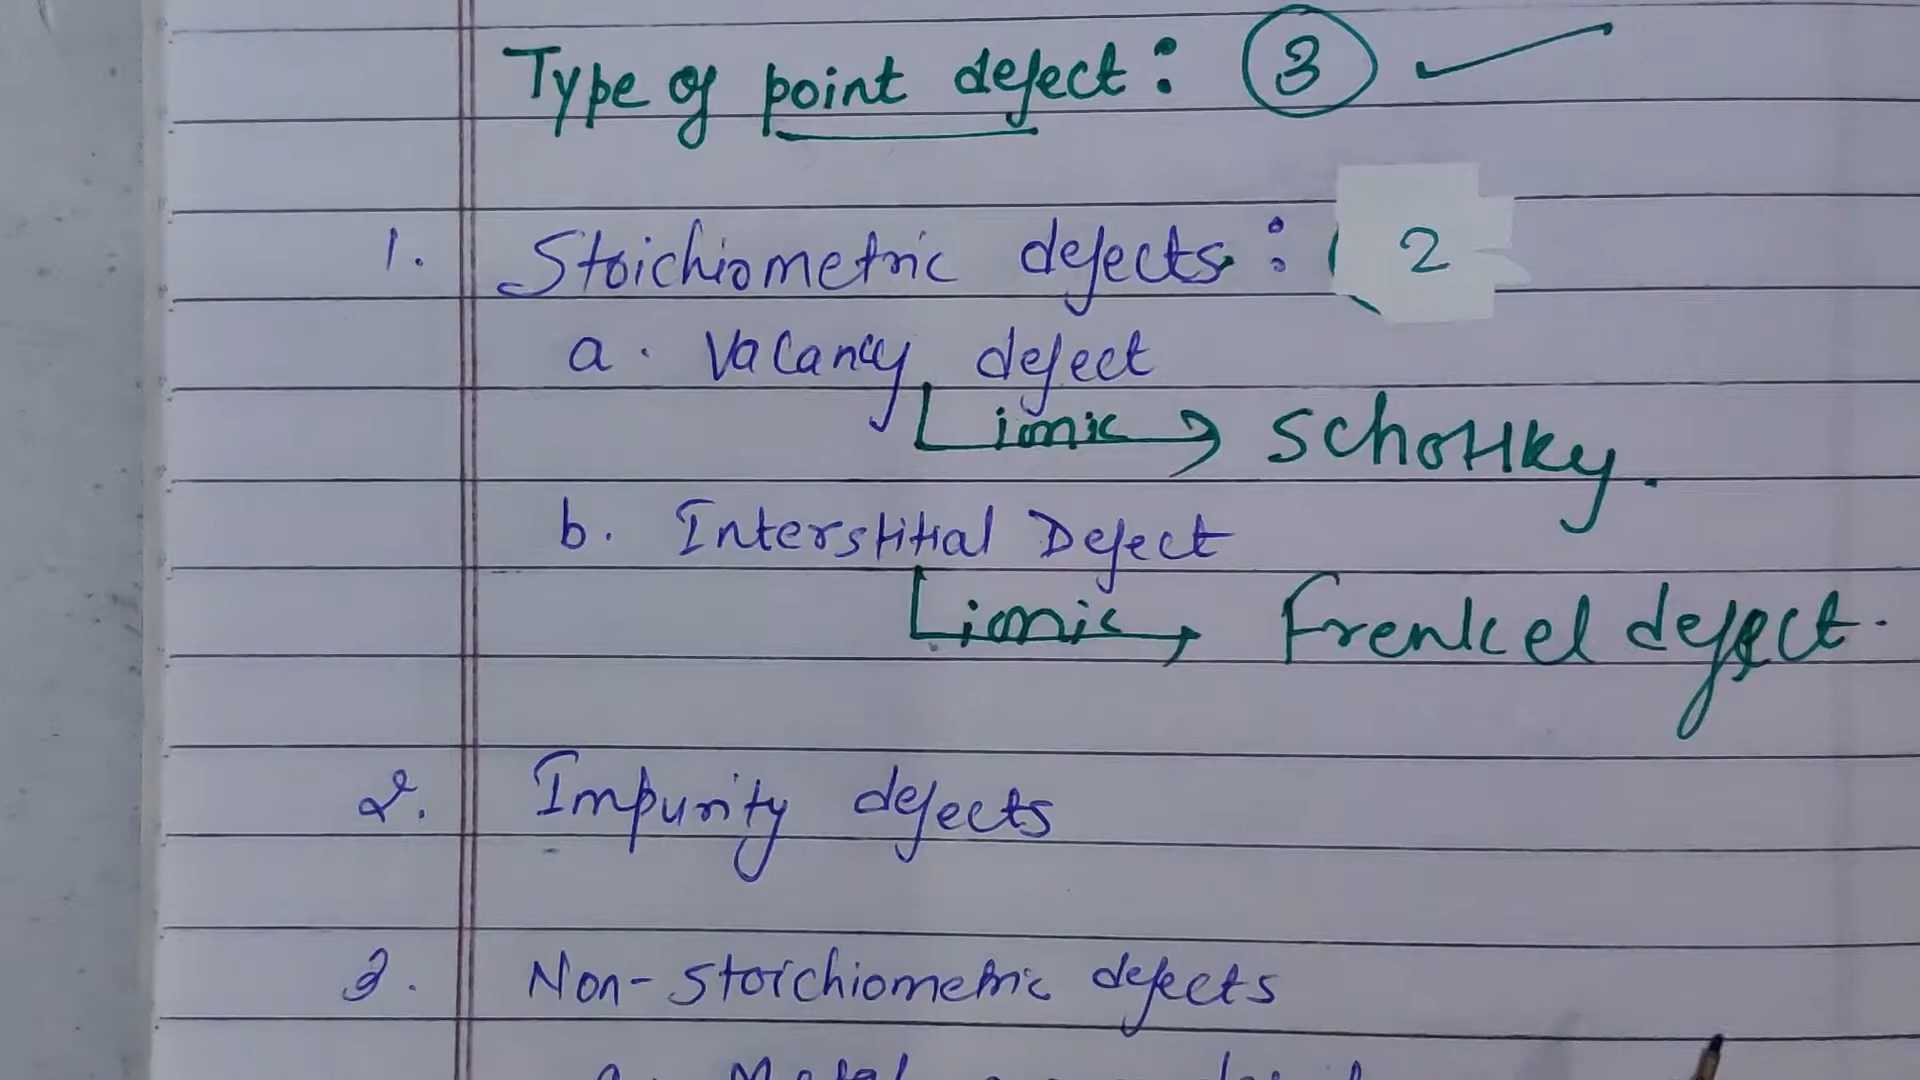 Type of point defect : 3
1. Stoichiometric defects : 2
a. Vacancy defect
ionic → Schottky.
b. Interstitial Defect
ionic → Frenkel defect.
2. Impurity defects
3. Non-stoichiometric defects
a. Metal